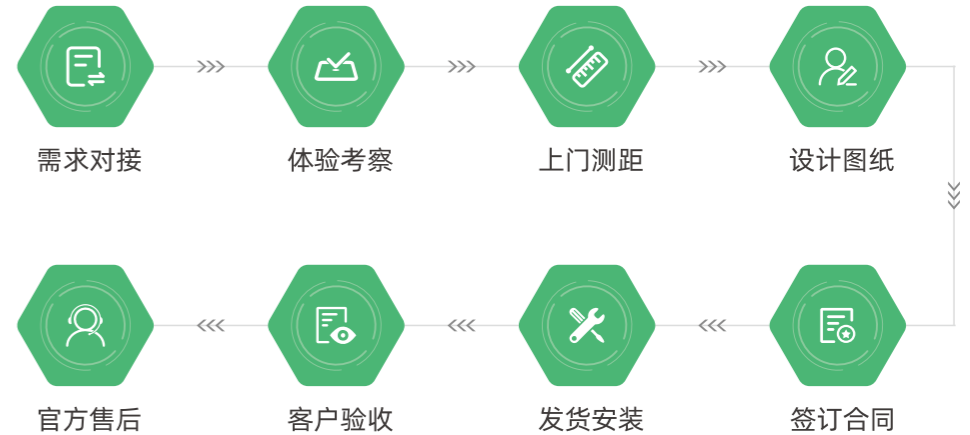 需求对接
体验考察
上门测距
设计图纸
官方售后
客户验收
发货安装
签订合同